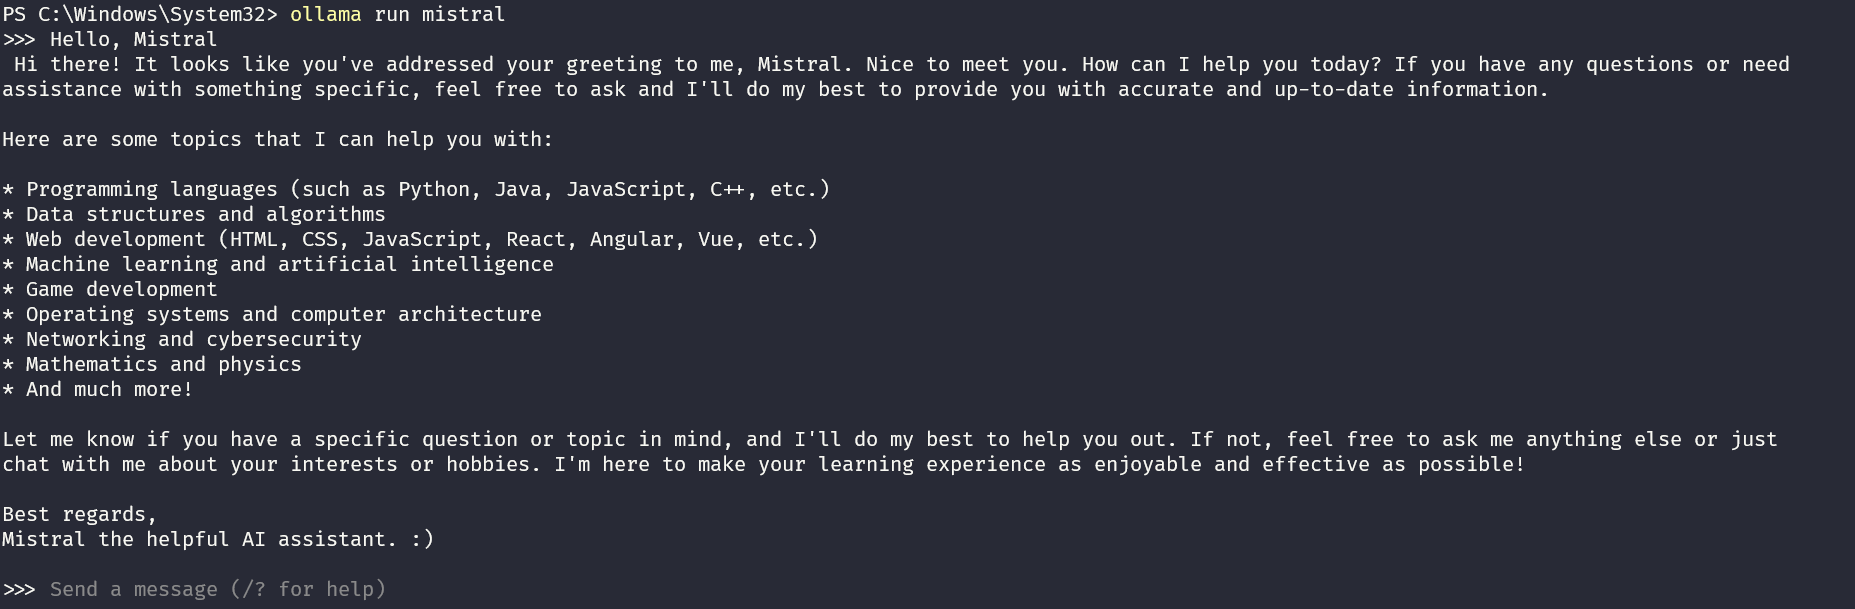 PS C:\Windows\System32> ollama run mistral
>>> Hello, Mistral
 Hi there! It looks like you've addressed your greeting to me, Mistral. Nice to meet you. How can I help you today? If you have any questions or need
assistance with something specific, feel free to ask and I'll do my best to provide you with accurate and up-to-date information.

Here are some topics that I can help you with:

* Programming languages (such as Python, Java, JavaScript, C++, etc.)
* Data structures and algorithms
* Web development (HTML, CSS, JavaScript, React, Angular, Vue, etc.)
* Machine learning and artificial intelligence
* Game development
* Operating systems and computer architecture
* Networking and cybersecurity
* Mathematics and physics
* And much more!

Let me know if you have a specific question or topic in mind, and I'll do my best to help you out. If not, feel free to ask me anything else or just
chat with me about your interests or hobbies. I'm here to make your learning experience as enjoyable and effective as possible!

Best regards,
Mistral the helpful AI assistant. :)

>>> Send a message (/? for help)